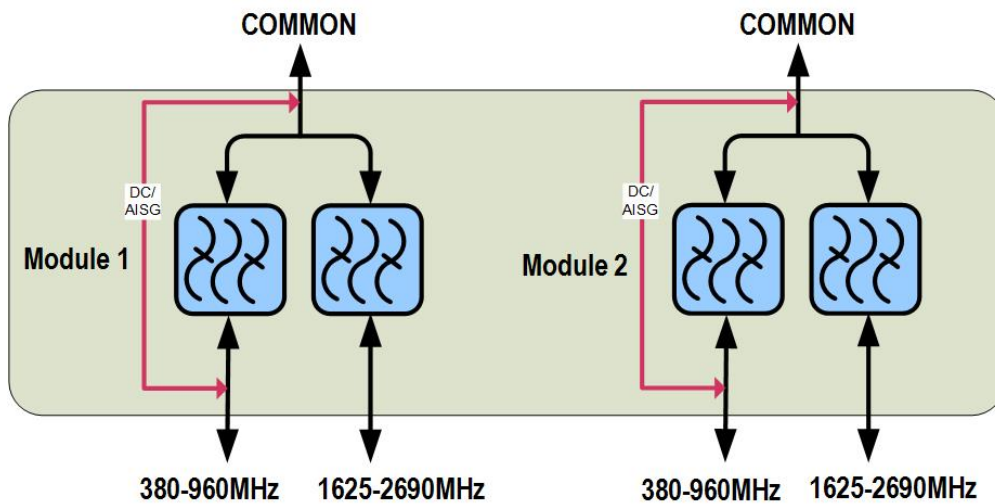 COMMON
COMMON
DC/
AISG
DC/
AISG
Module 1
Module 2
380-960MHz
1625-2690MHz
380-960MHz
1625-2690MHz